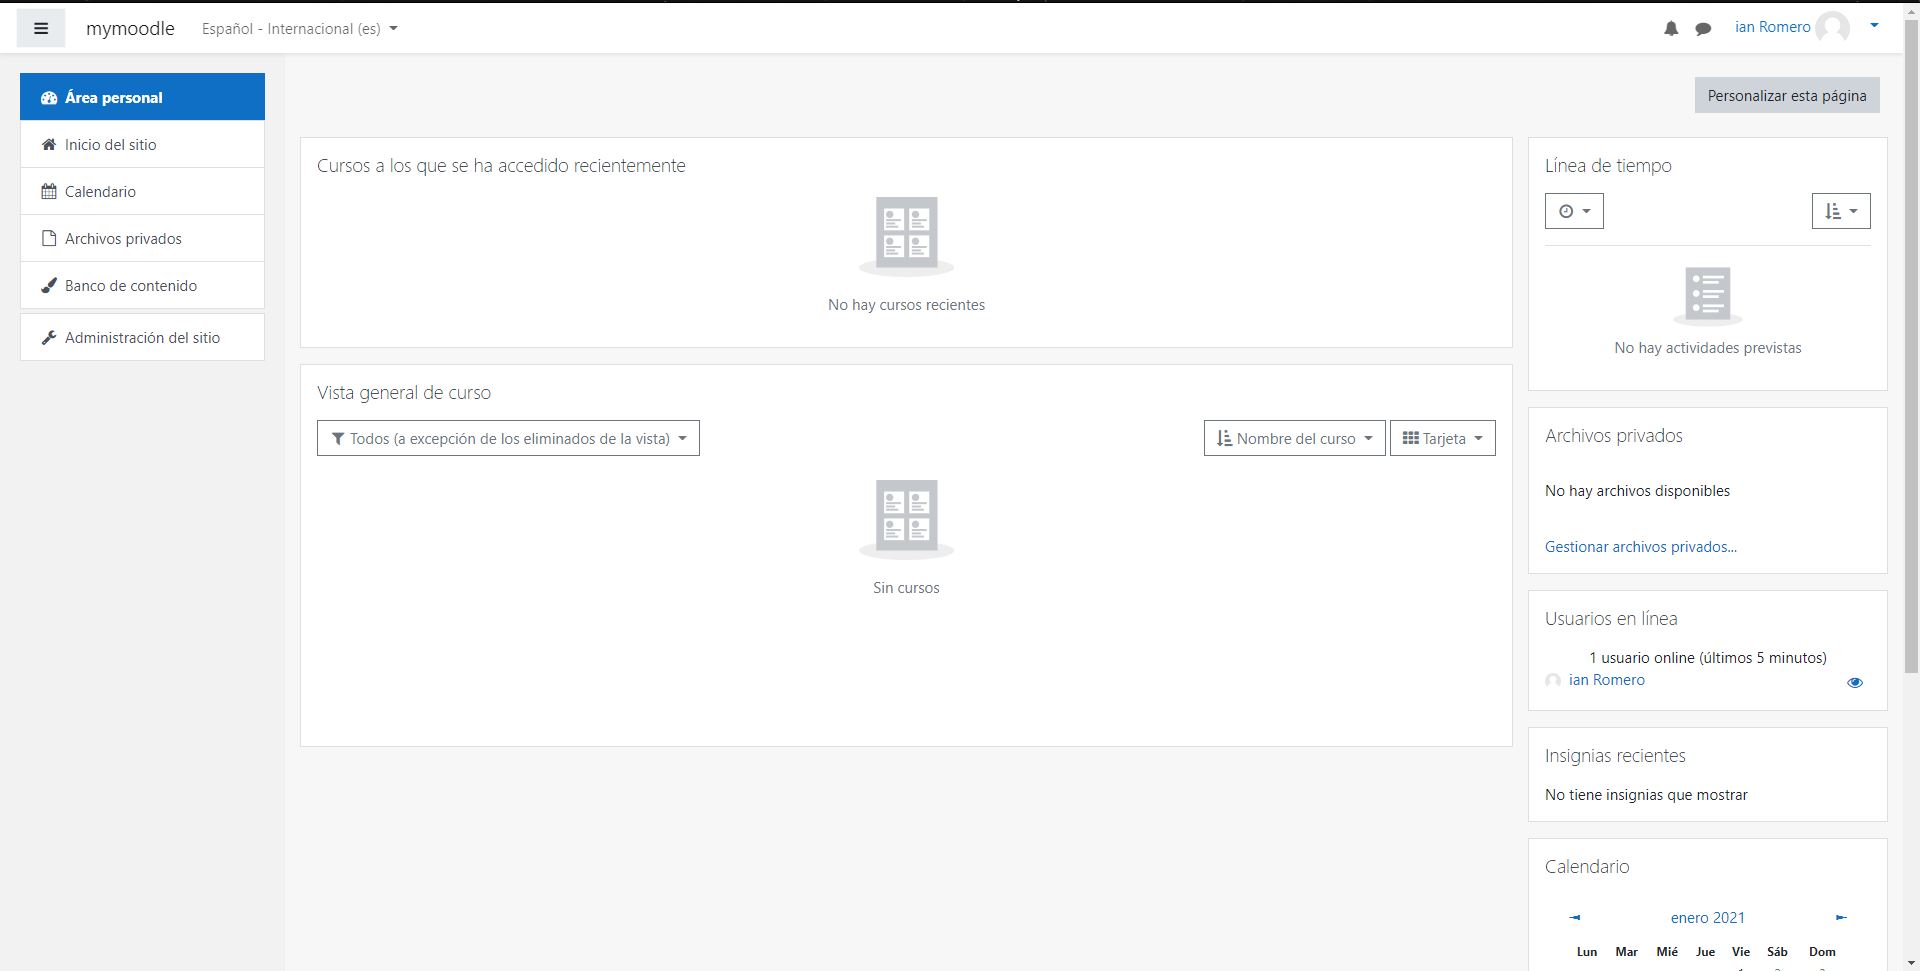 mymoodle Español - Internacional (es)
ian Romero
Área personal
Inicio del sitio
Calendario
Archivos privados
Banco de contenido
Administración del sitio
Personalizar esta página
Cursos a los que se ha accedido recientemente
No hay cursos recientes
Vista general de curso
Todos (a excepción de los eliminados de la vista)
Nombre del curso
Tarjeta
Sin cursos
Línea de tiempo
No hay actividades previstas
Archivos privados
No hay archivos disponibles
Gestionar archivos privados...
Usuarios en línea
1 usuario online (últimos 5 minutos)
ian Romero
Insignias recientes
No tiene insignias que mostrar
Calendario
enero 2021
Lun Mar Mié Jue Vie Sáb Dom